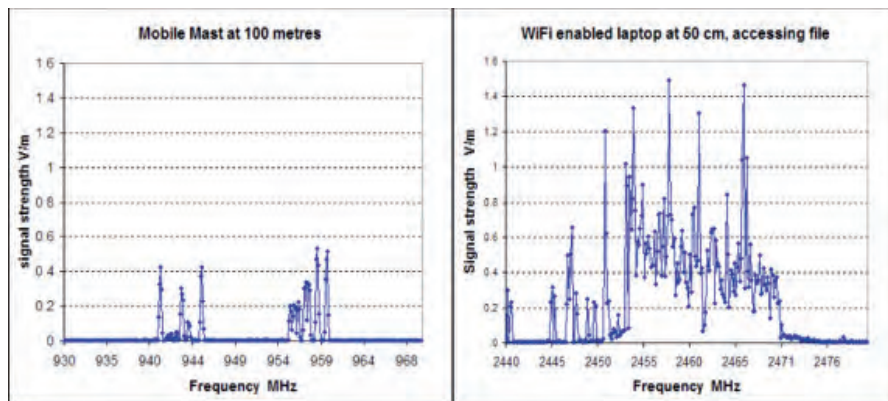 Mobile Mast at 100 metres
signal strength V/m
1.6
1.4
1.2
1
0.8
0.6
0.4
0.2
0
930 935 940 944 949 954 959 964 968
Frequency MHz
WiFi enabled laptop at 50 cm, accessing file
Signal strength V/m
1.6
1.4
1.2
1
0.8
0.6
0.4
0.2
0
2440 2445 2450 2455 2460 2465 2471 2476
Frequency MHz